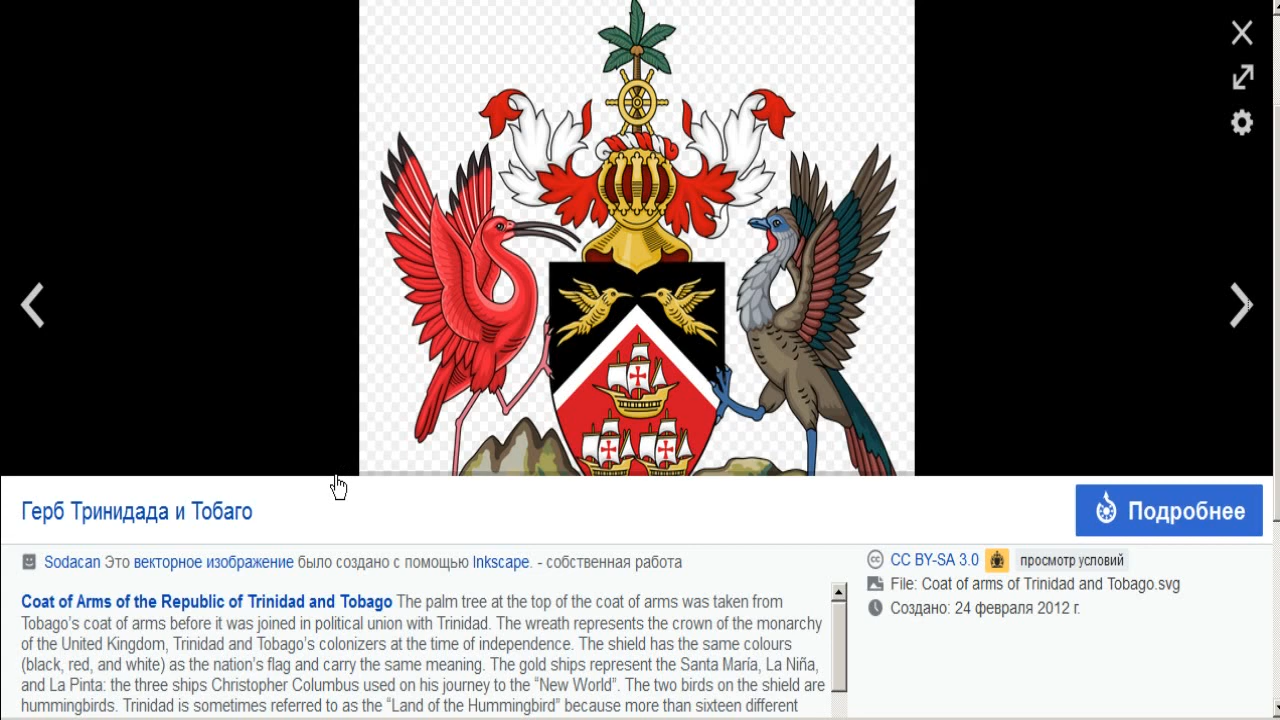 Герб Тринидада и Тобаго
Подробнее
Sodacan Это векторное изображение было создано с помощью Inkscape. - собственная работа
Coat of Arms of the Republic of Trinidad and Tobago The palm tree at the top of the coat of arms was taken from
Tobago’s coat of arms before it was joined in political union with Trinidad. The wreath represents the crown of the monarchy
of the United Kingdom, Trinidad and Tobago’s colonizers at the time of independence. The shield has the same colours
(black, red, and white) as the nation’s flag and carry the same meaning. The gold ships represent the Santa María, La Niña,
and La Pinta: the three ships Christopher Columbus used on his journey to the “New World”. The two birds on the shield are
hummingbirds. Trinidad is sometimes referred to as the “Land of the Hummingbird” because more than sixteen different
cc CC BY-SA 3.0 просмотр условий
File: Coat of arms of Trinidad and Tobago.svg
Создано: 24 февраля 2012 г.